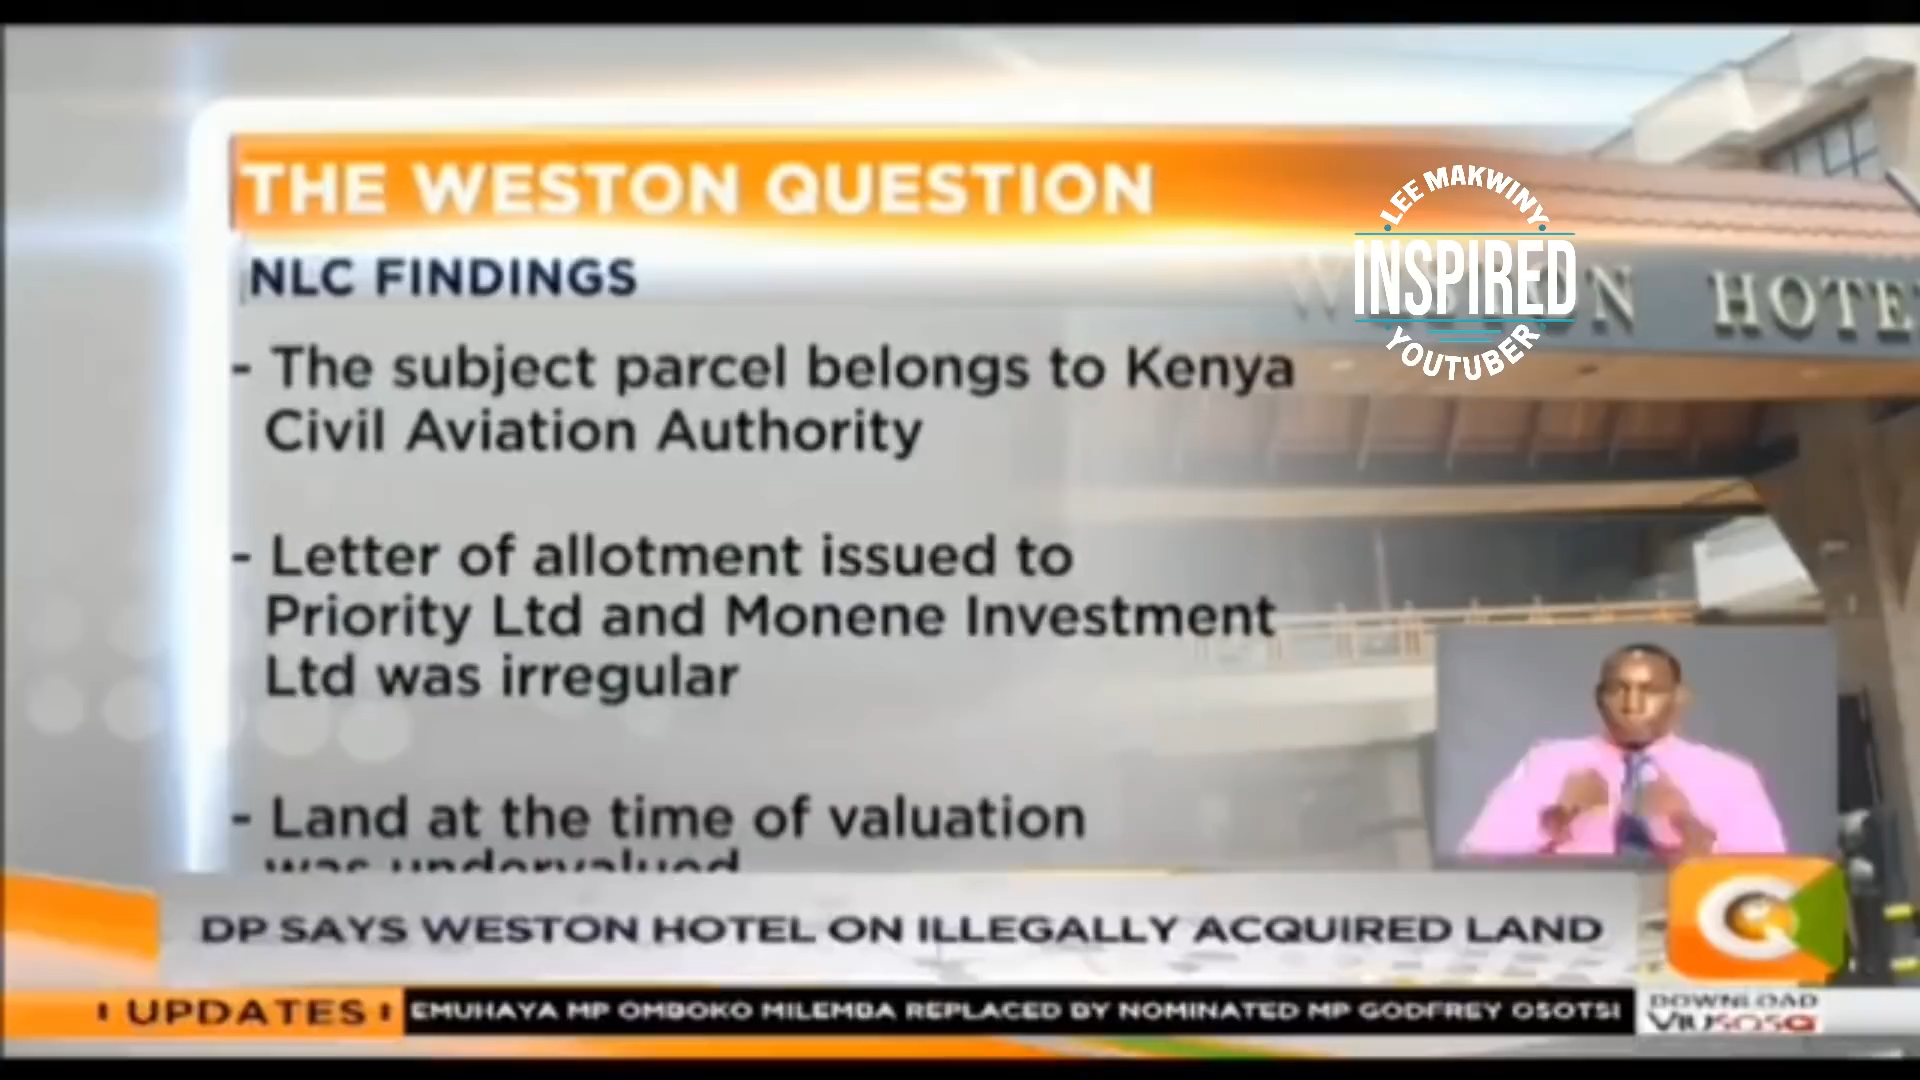 THE WESTON QUESTION
LEE MAKWINY
INSPIRED
YOUTUBER
NLC FINDINGS
HOTE
- The subject parcel belongs to Kenya
Civil Aviation Authority
- Letter of allotment issued to
Priority Ltd and Monene Investment
Ltd was irregular
- Land at the time of valuation
was undervalued
DP SAYS WESTON HOTEL ON ILLEGALLY ACQUIRED LAND
UPDATES
EMUHAYA MP OMBOKO MILEMBA REPLACED BY NOMINATED MP GODFREY OSOTSI
DOWNLOAD